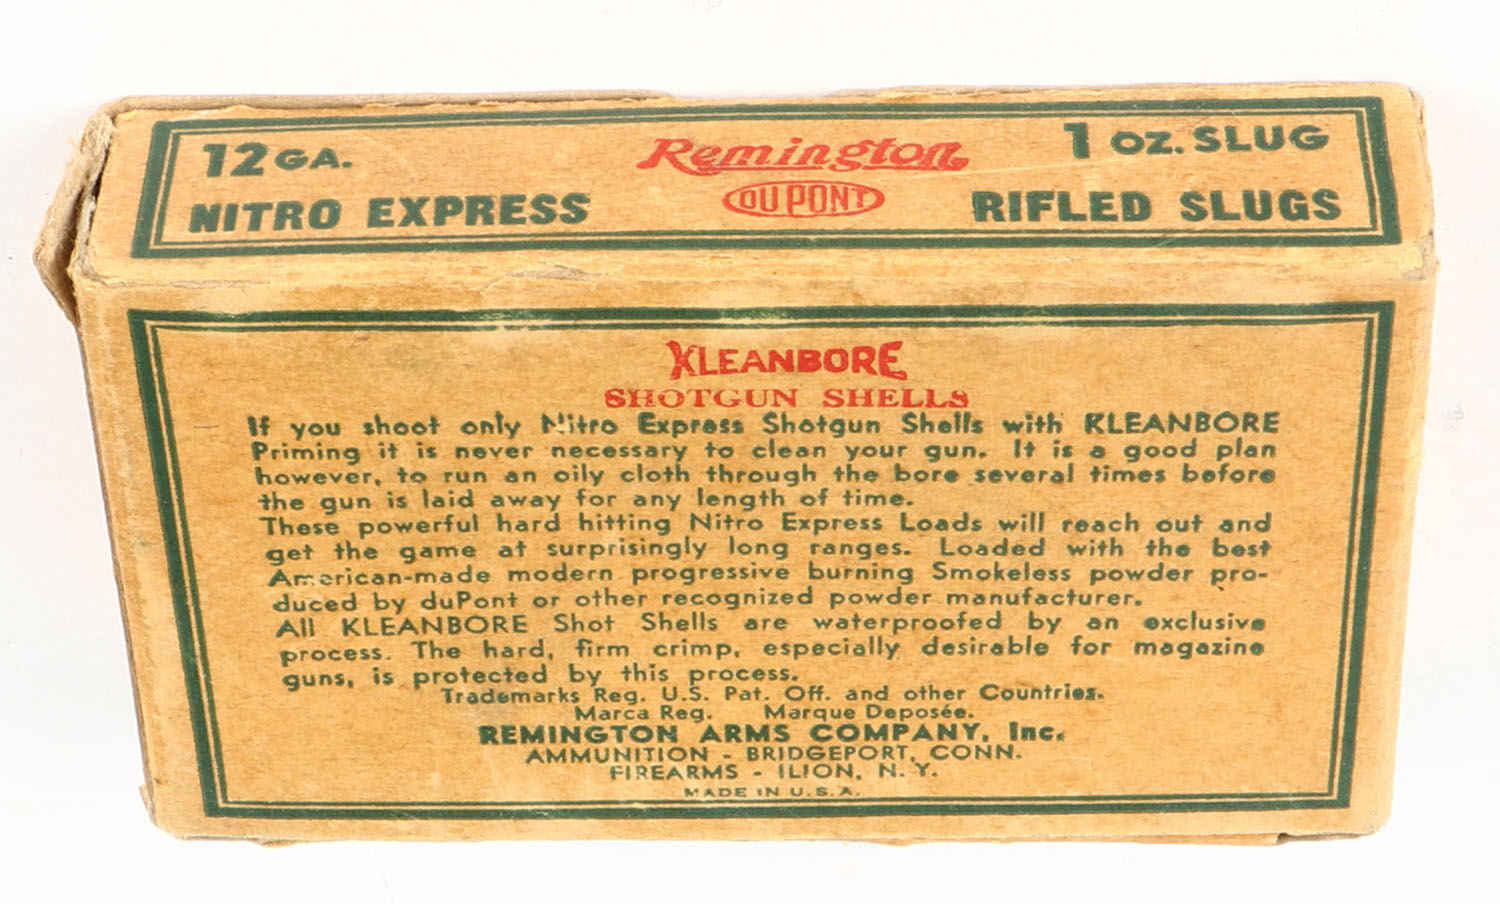 12 GA.
Remington
1 oz. SLUG
NITRO EXPRESS
DU PONT
RIFLED SLUGS
KLEANBORE
SHOTGUN SHELLS
If you shoot only Nitro Express Shotgun Shells with KLEANBORE
Priming it is never necessary to clean your gun. It is a good plan
however, to run an oily cloth through the bore several times before
the gun is laid away for any length of time.
These powerful hard hitting Nitro Express Loads will reach out and
get the game at surprisingly long ranges. Loaded with the best
American-made modern progressive burning Smokeless powder pro-
duced by duPont or other recognized powder manufacturer.
All KLEANBORE Shot Shells are waterproofed by an exclusive
process. The hard, firm crimp, especially desirable for magazine
guns, is protected by this process.
Trademarks Reg. U.S. Pat. Off. and other Countries.
Marca Reg. Marque Deposée.
REMINGTON ARMS COMPANY, Inc.
AMMUNITION - BRIDGEPORT, CONN.
FIREARMS - ILION, N. Y.
MADE IN U.S.A.